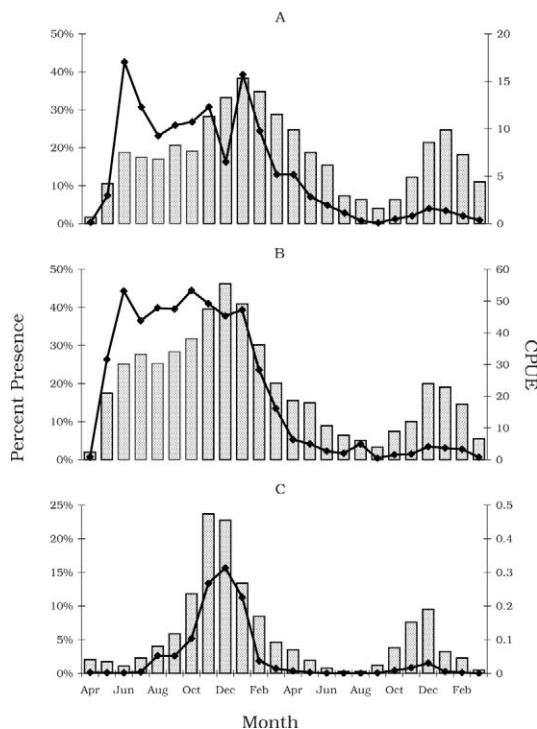 A
50% 20
40% 15
30% 10
20%
10% 5
0% 0
B
50% 60
40% 50
30% 40
20% 30
10% 20
0% 10
0
Percent Presence
CPUE
C
25% 0.5
20% 0.4
15% 0.3
10% 0.2
5% 0.1
0% 0
Apr Jun Aug Oct Dec Feb Apr Jun Aug Oct Dec Feb
Month